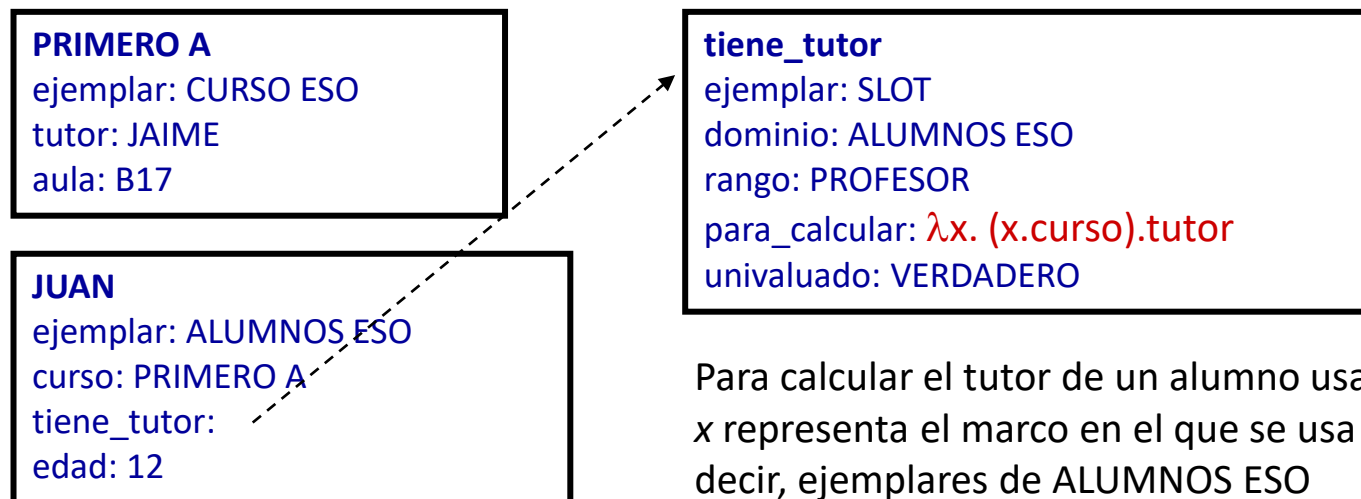 PRIMERO A
ejemplar: CURSO ESO
tutor: JAIME
aula: B17
JUAN
ejemplar: ALUMNOS ESO
curso: PRIMERO A
tiene_tutor:
edad: 12
tiene_tutor
ejemplar: SLOT
dominio: ALUMNOS ESO
rango: PROFESOR
para_calcular: λx. (x.curso).tutor
univaluado: VERDADERO
Para calcular el tutor de un alumno usa
x representa el marco en el que se usa
decir, ejemplares de ALUMNOS ESO